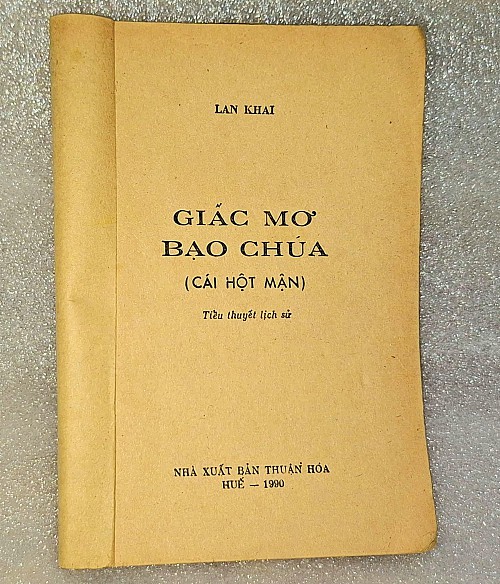 LAN KHAI
GIẤC MƠ
BẠO CHÚA
(CÁI HỘT MẬN)
Tiểu thuyết lịch sử
NHÀ XUẤT BẢN THUẬN HÓA
HUẾ — 1990